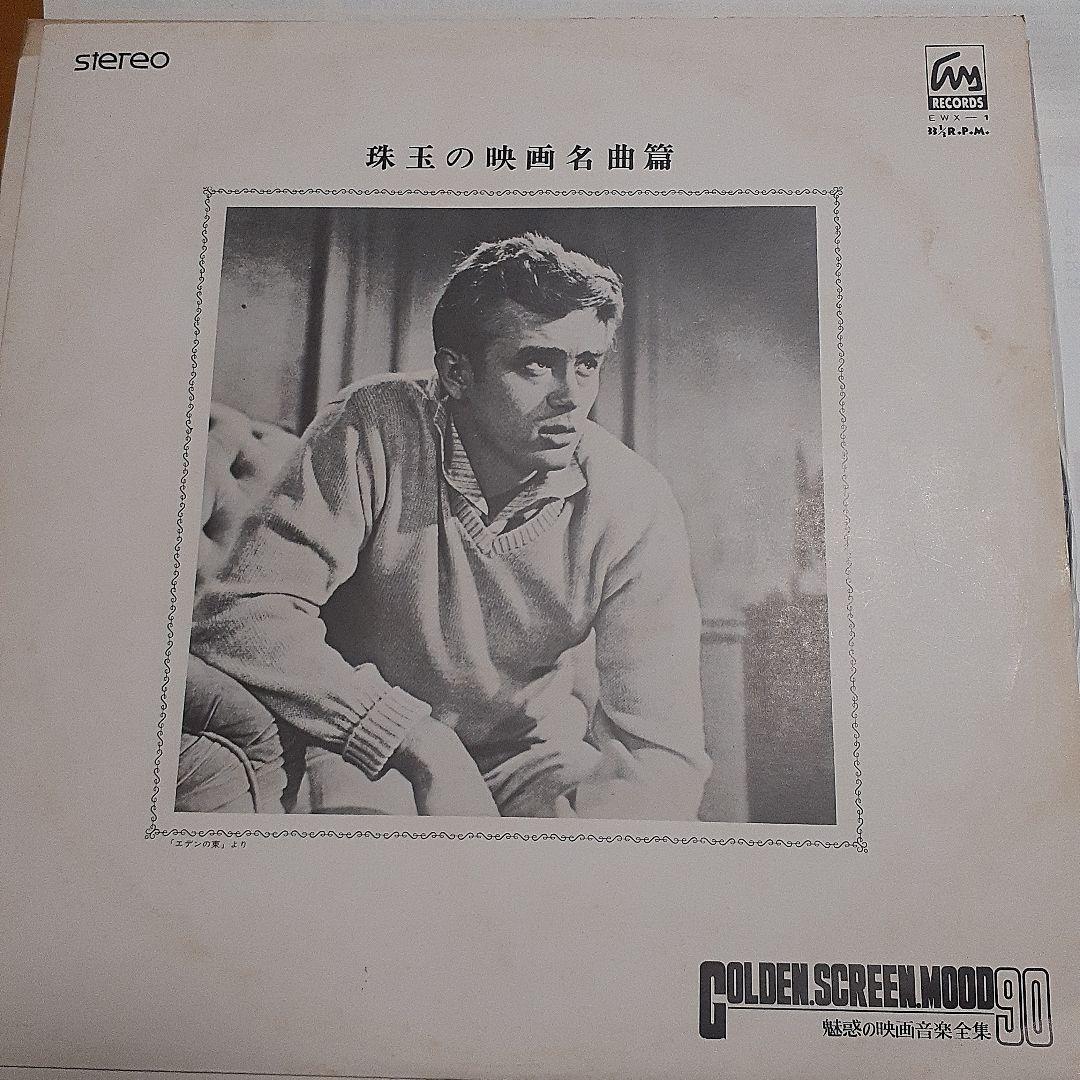 stereo
RECORDS
EWX—1
33⅓R.P.M.
珠玉の映画名曲篇
「エデンの東」より
GOLDEN.SCREEN.MOOD90
魅惑の映画音楽全集